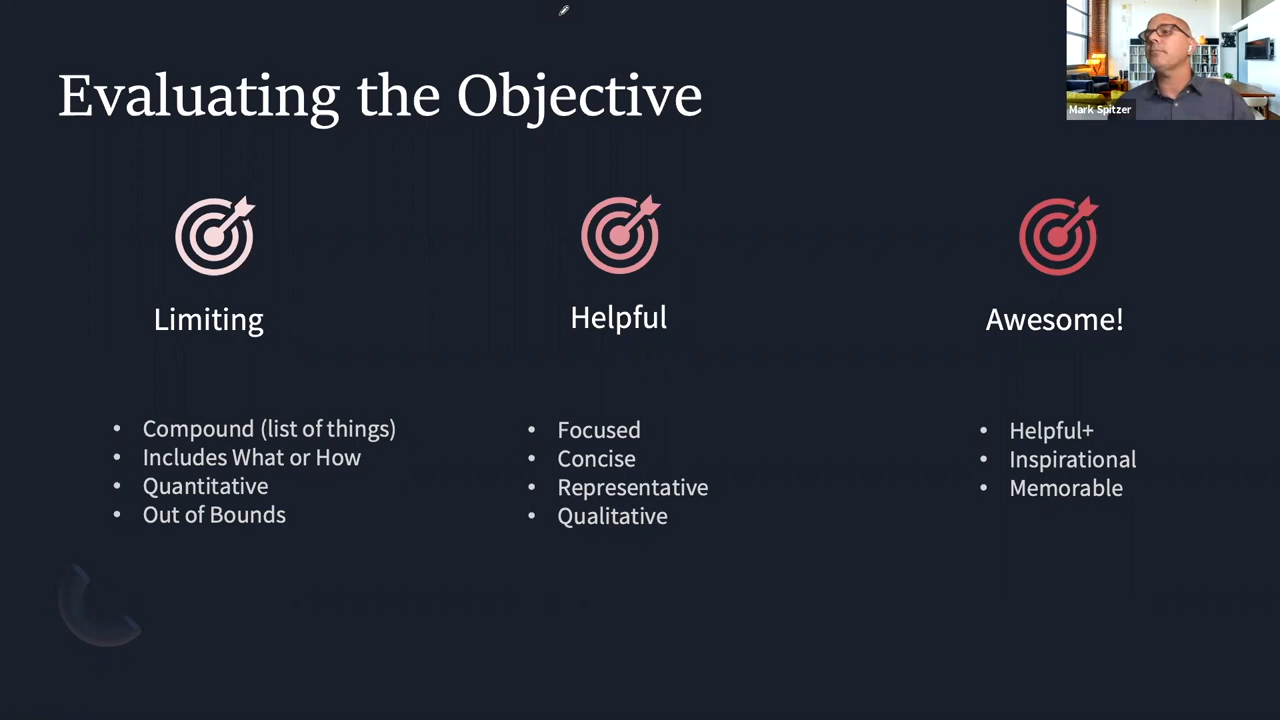 Evaluating the Objective
Mark Spitzer
Limiting
Helpful
Awesome!
• Compound (list of things)
• Includes What or How
• Quantitative
• Out of Bounds
• Focused
• Concise
• Representative
• Qualitative
• Helpful+
• Inspirational
• Memorable